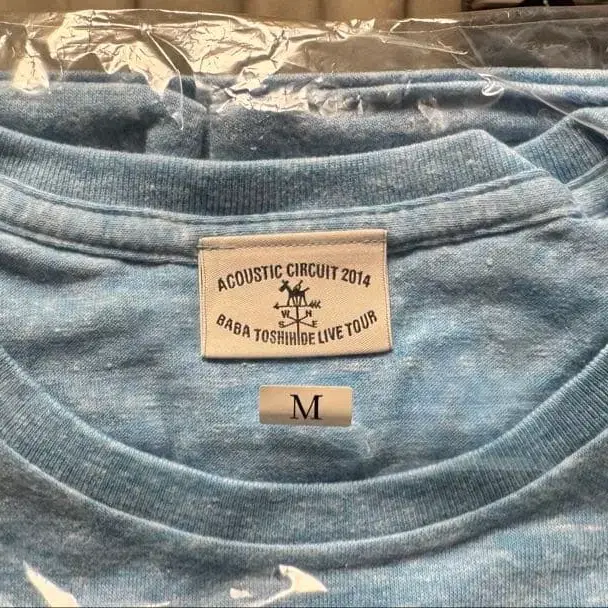 ACOUSTIC CIRCUIT 2014
W N
S E
BABA TOSHIHIDE LIVE TOUR
M